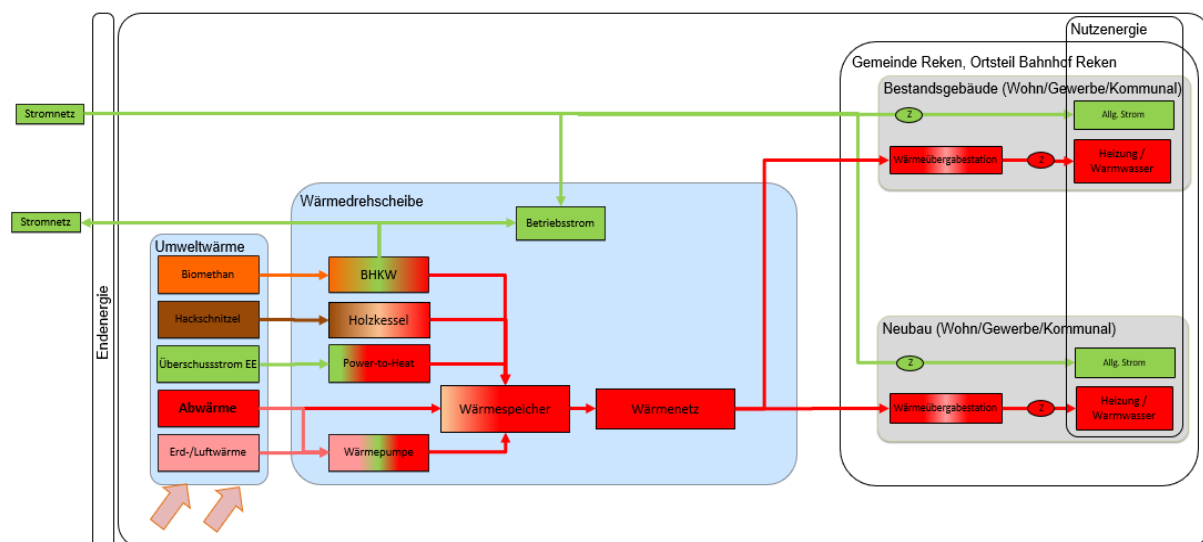 Nutzenergie
Gemeinde Reken, Ortsteil Bahnhof Reken
Bestandsgebäude (Wohn/Gewerbe/Kommunal)
Stromnetz
Z
Allg. Strom
Wärmeübergabestation
Z
Heizung /
Warmwasser
Wärmedrehscheibe
Stromnetz
Betriebsstrom
Umweltwärme
Biomethan
BHKW
Hackschnitzel
Holzkessel
Endenergie
Neubau (Wohn/Gewerbe/Kommunal)
Überschussstrom EE
Power-to-Heat
Z
Allg. Strom
Abwärme
Wärmespeicher
Wärmenetz
Wärmeübergabestation
Z
Heizung /
Warmwasser
Erd-/Luftwärme
Wärmepumpe